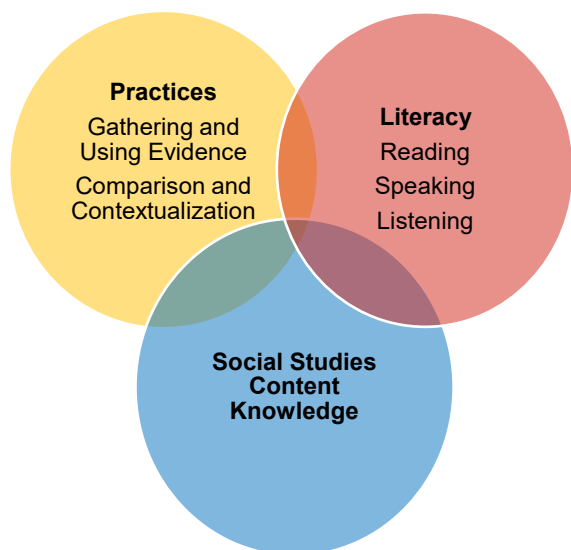 Practices
Gathering and
Using Evidence
Comparison and
Contextualization
Literacy
Reading
Speaking
Listening
Social Studies
Content
Knowledge